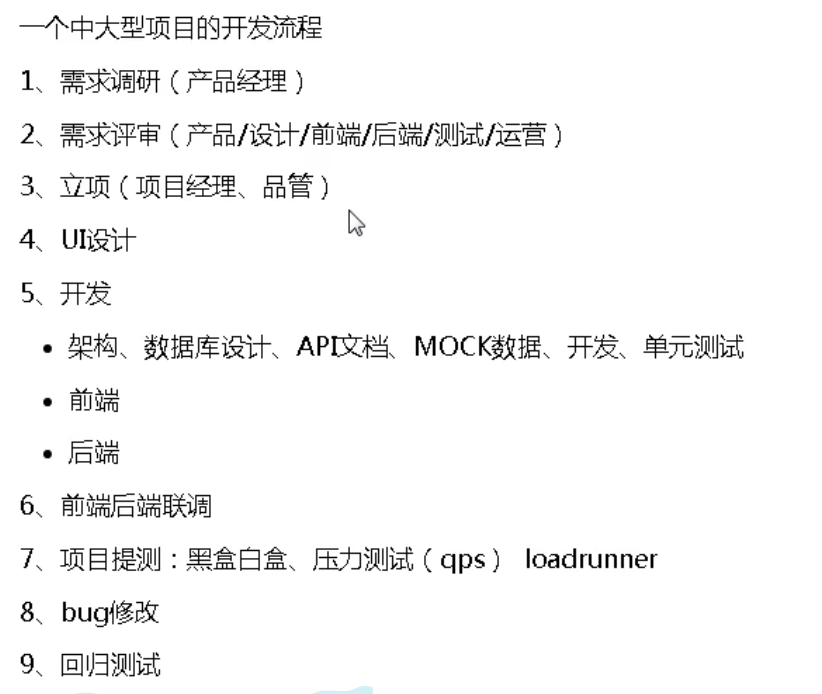 一个中大型项目的开发流程
1、需求调研（产品经理）
2、需求评审（产品/设计/前端/后端/测试/运营）
3、立项（项目经理、品管）
4、UI设计
5、开发
• 架构、数据库设计、API文档、MOCK数据、开发、单元测试
• 前端
• 后端
6、前端后端联调
7、项目提测：黑盒白盒、压力测试（qps） loadrunner
8、bug修改
9、回归测试